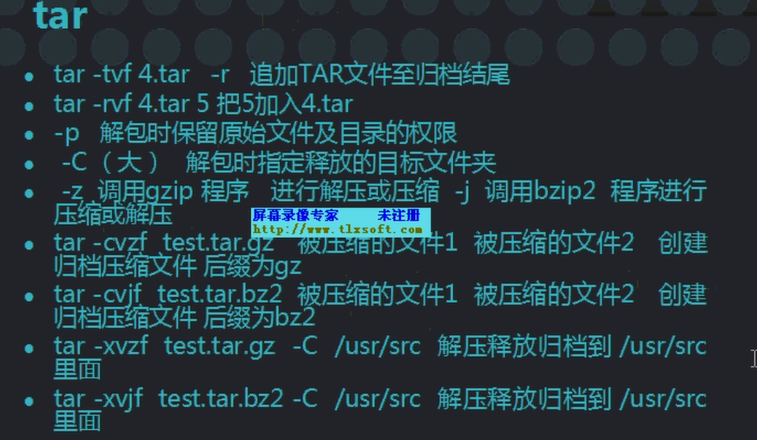 tar
tar -tvf 4.tar -r 追加TAR文件至归档结尾
tar -rvf 4.tar 5 把5加入4.tar
-p 解包时保留原始文件及目录的权限
-C（大） 解包时指定释放的目标文件夹
-z 调用gzip 程序 进行解压或压缩 -j 调用bzip2 程序进行
压缩或解压
屏幕录像专家 未注册
http://www.tlxsoft.com
tar -cvzf test.tar.gz 被压缩的文件1 被压缩的文件2 创建
归档压缩文件 后缀为gz
tar -cvjf test.tar.bz2 被压缩的文件1 被压缩的文件2 创建
归档压缩文件 后缀为bz2
tar -xvzf test.tar.gz -C /usr/src 解压释放归档到 /usr/src
里面
tar -xvjf test.tar.bz2 -C /usr/src 解压释放归档到 /usr/src
里面